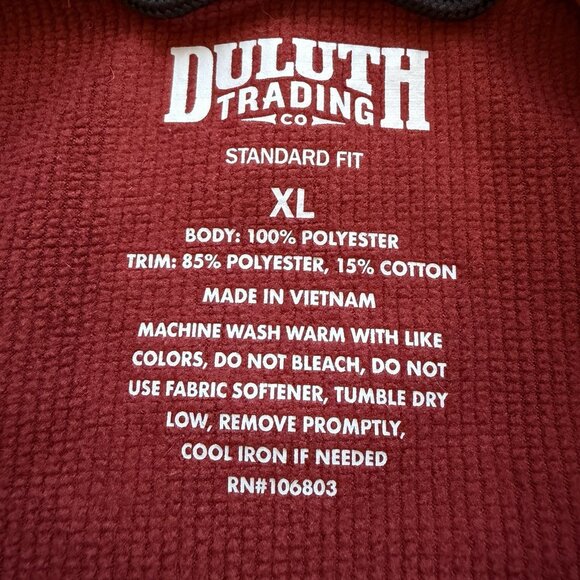 DULUTH
TRADING
CO
STANDARD FIT
XL
BODY: 100% POLYESTER
TRIM: 85% POLYESTER, 15% COTTON
MADE IN VIETNAM
MACHINE WASH WARM WITH LIKE
COLORS, DO NOT BLEACH, DO NOT
USE FABRIC SOFTENER, TUMBLE DRY
LOW, REMOVE PROMPTLY,
COOL IRON IF NEEDED
RN#106803